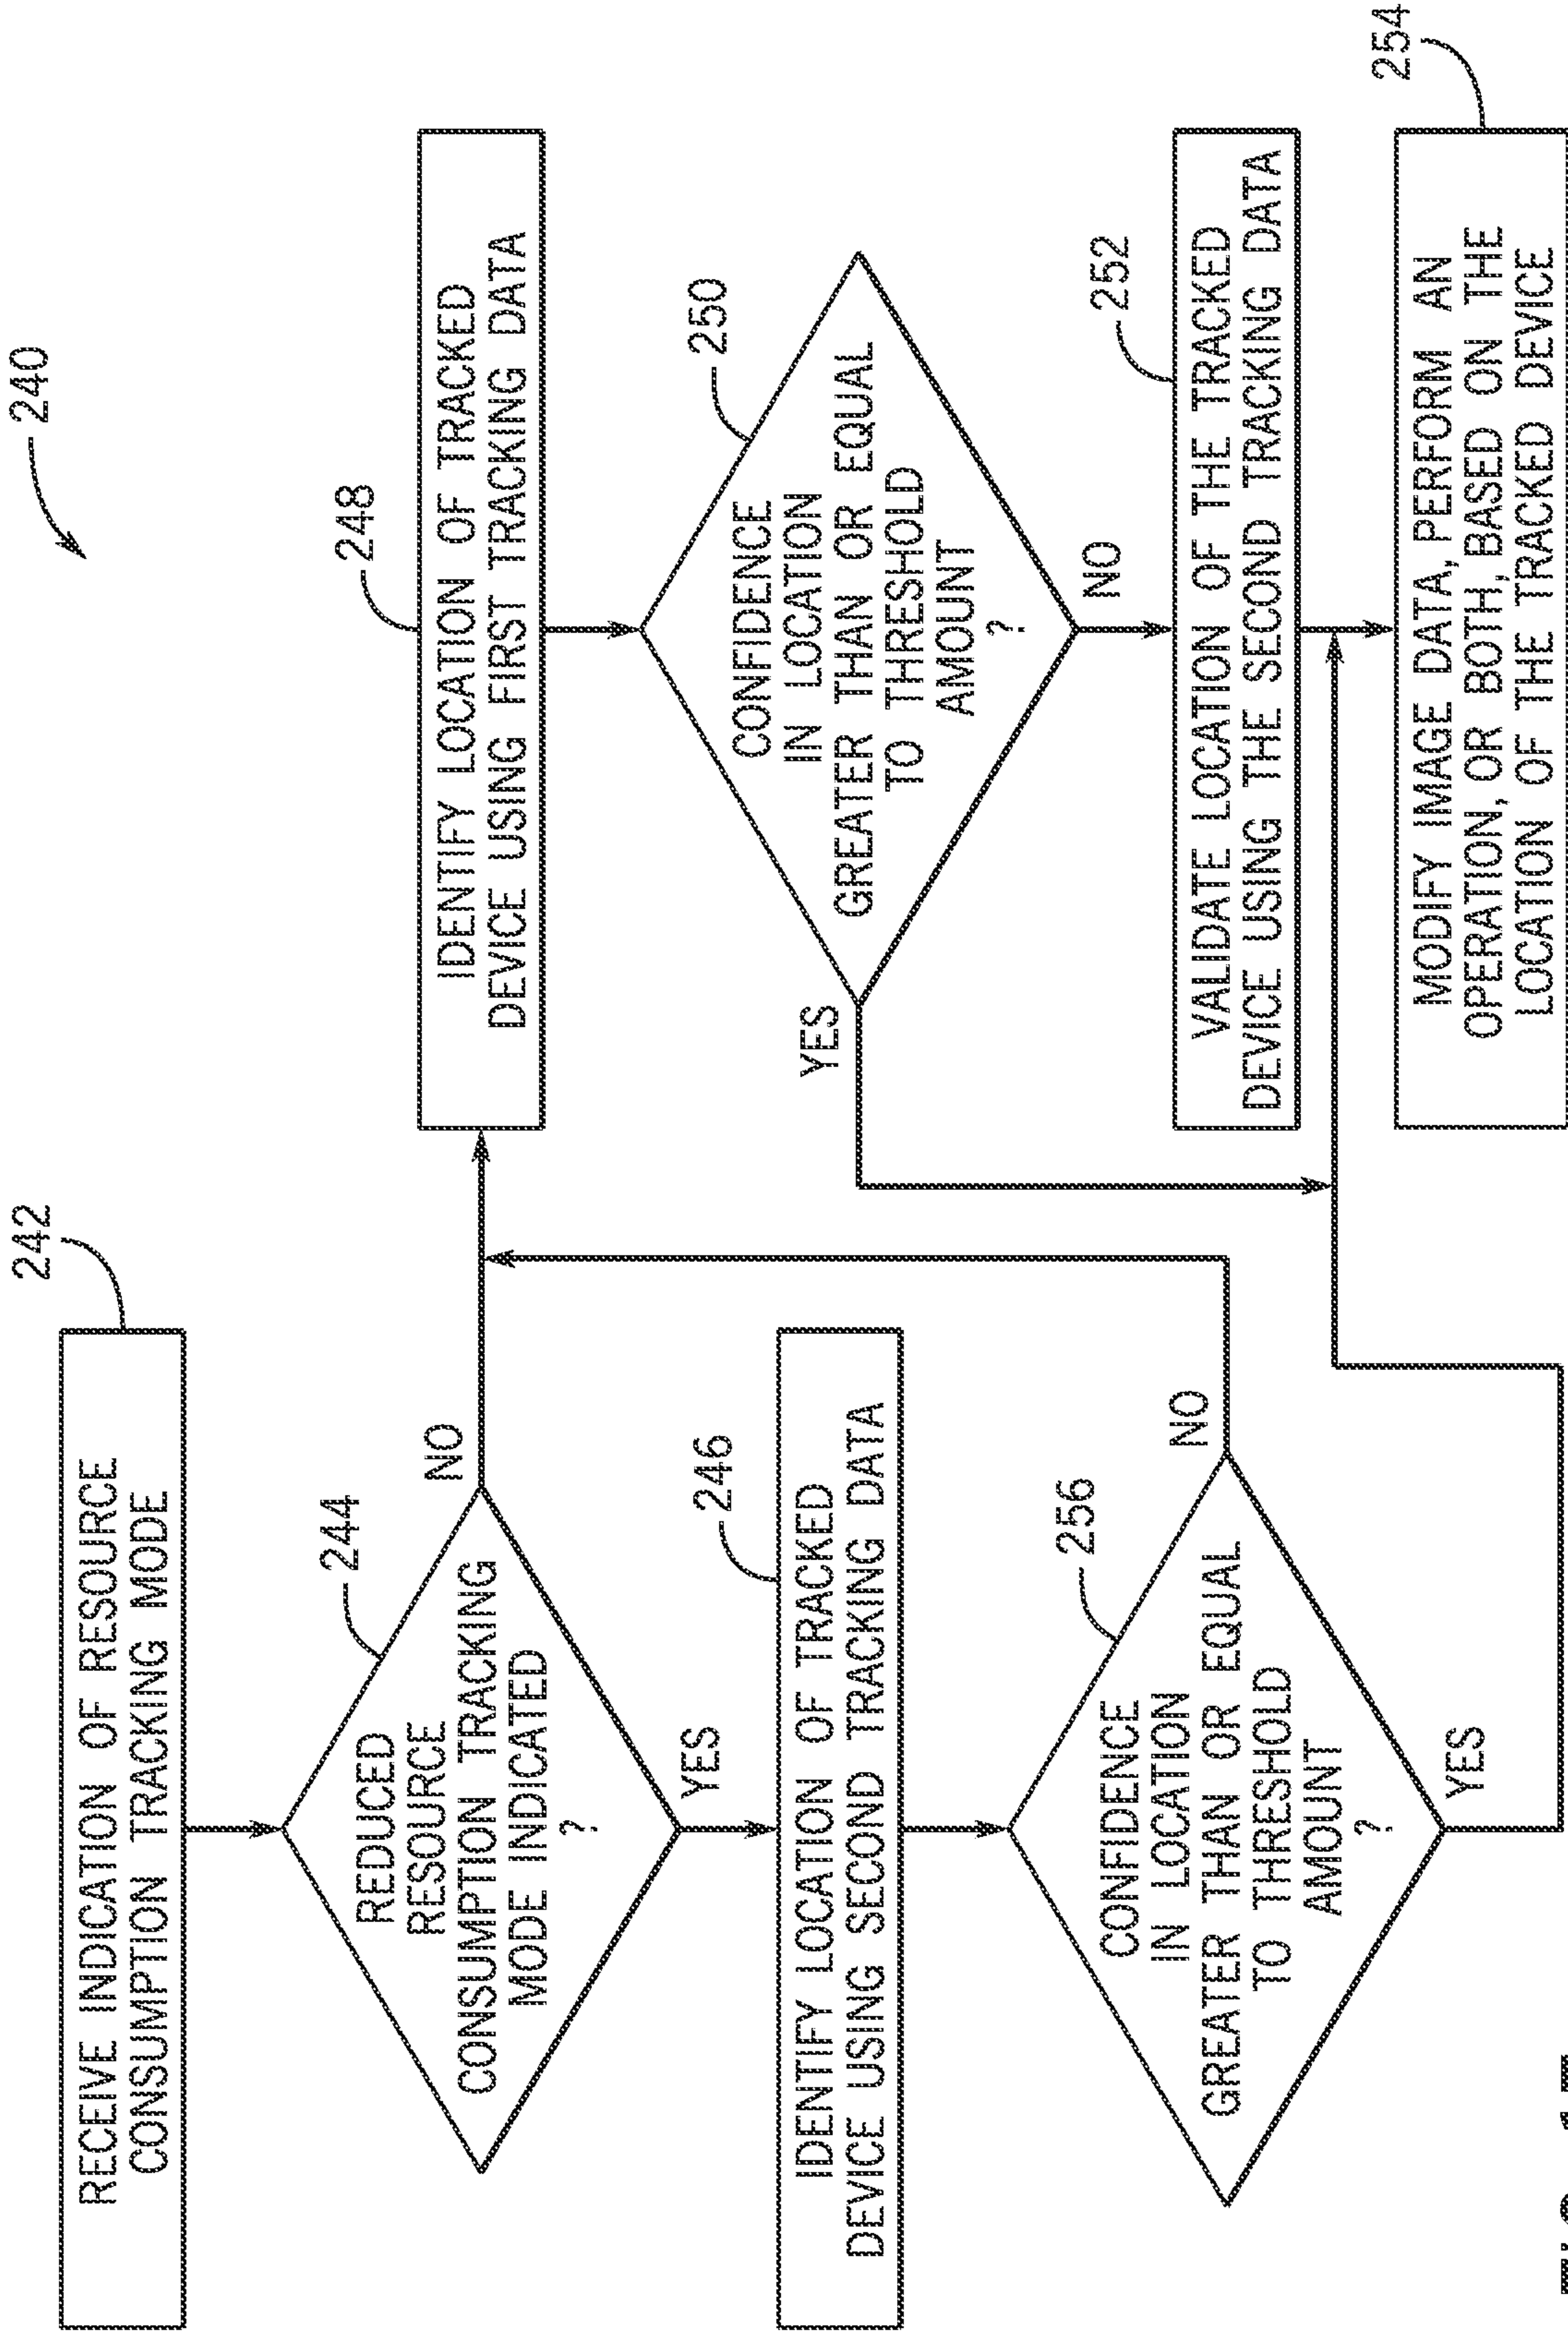 240
242
RECEIVE INDICATION OF RESOURCE
CONSUMPTION TRACKING MODE
244
REDUCED
RESOURCE
CONSUMPTION TRACKING
MODE INDICATED
?
NO
YES
246
IDENTIFY LOCATION OF TRACKED
DEVICE USING SECOND TRACKING DATA
256
CONFIDENCE
IN LOCATION
GREATER THAN OR EQUAL
TO THRESHOLD
AMOUNT
?
NO
YES
248
IDENTIFY LOCATION OF TRACKED
DEVICE USING FIRST TRACKING DATA
250
CONFIDENCE
IN LOCATION
GREATER THAN OR EQUAL
TO THRESHOLD
AMOUNT
?
YES
NO
252
VALIDATE LOCATION OF THE TRACKED
DEVICE USING THE SECOND TRACKING DATA
254
MODIFY IMAGE DATA, PERFORM AN
OPERATION, OR BOTH, BASED ON THE
LOCATION OF THE TRACKED DEVICE